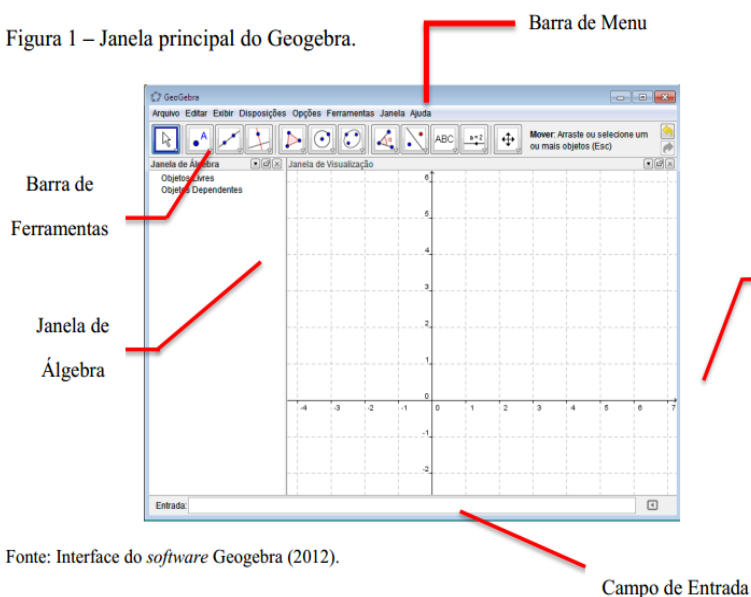 Barra de Menu
Figura 1 – Janela principal do Geogebra.
GeoGebra
Arquivo Editar Exibir Disposições Opções Ferramentas Janela Ajuda
A
ABC
a=2
Mover: Arraste ou selecione um
ou mais objetos (Esc)
Janela de Álgebra
Janela de Visualização
Objetos Livres
Objetos Dependentes
Barra de
Ferramentas
Janela de
Álgebra
6
5
4
3
2
1
0
-4 -3 -2 -1 0 1 2 3 4 5 6 7
-1
-2
Entrada:
Fonte: Interface do software Geogebra (2012).
Campo de Entrada